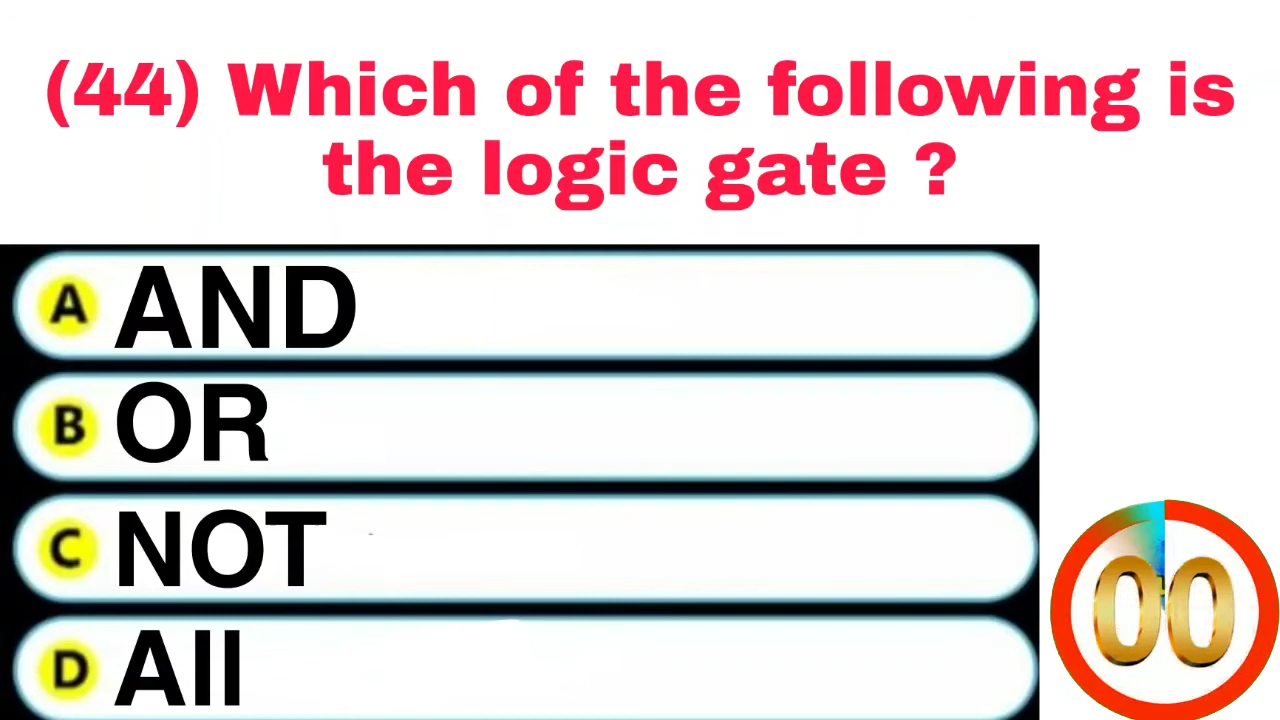 (44) Which of the following is
the logic gate ?
A AND
B OR
C NOT
D All
00